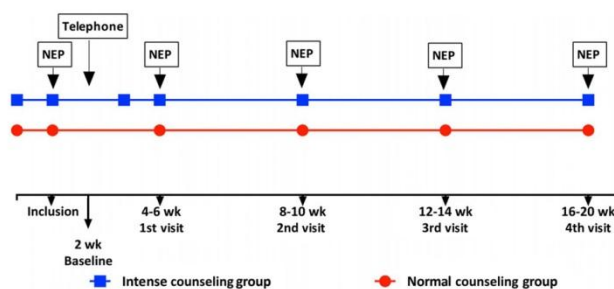 Telephone
NEP
NEP
NEP
NEP
NEP
Inclusion
4-6 wk
1st visit
8-10 wk
2nd visit
12-14 wk
3rd visit
16-20 wk
4th visit
2 wk
Baseline
Intense counseling group
Normal counseling group